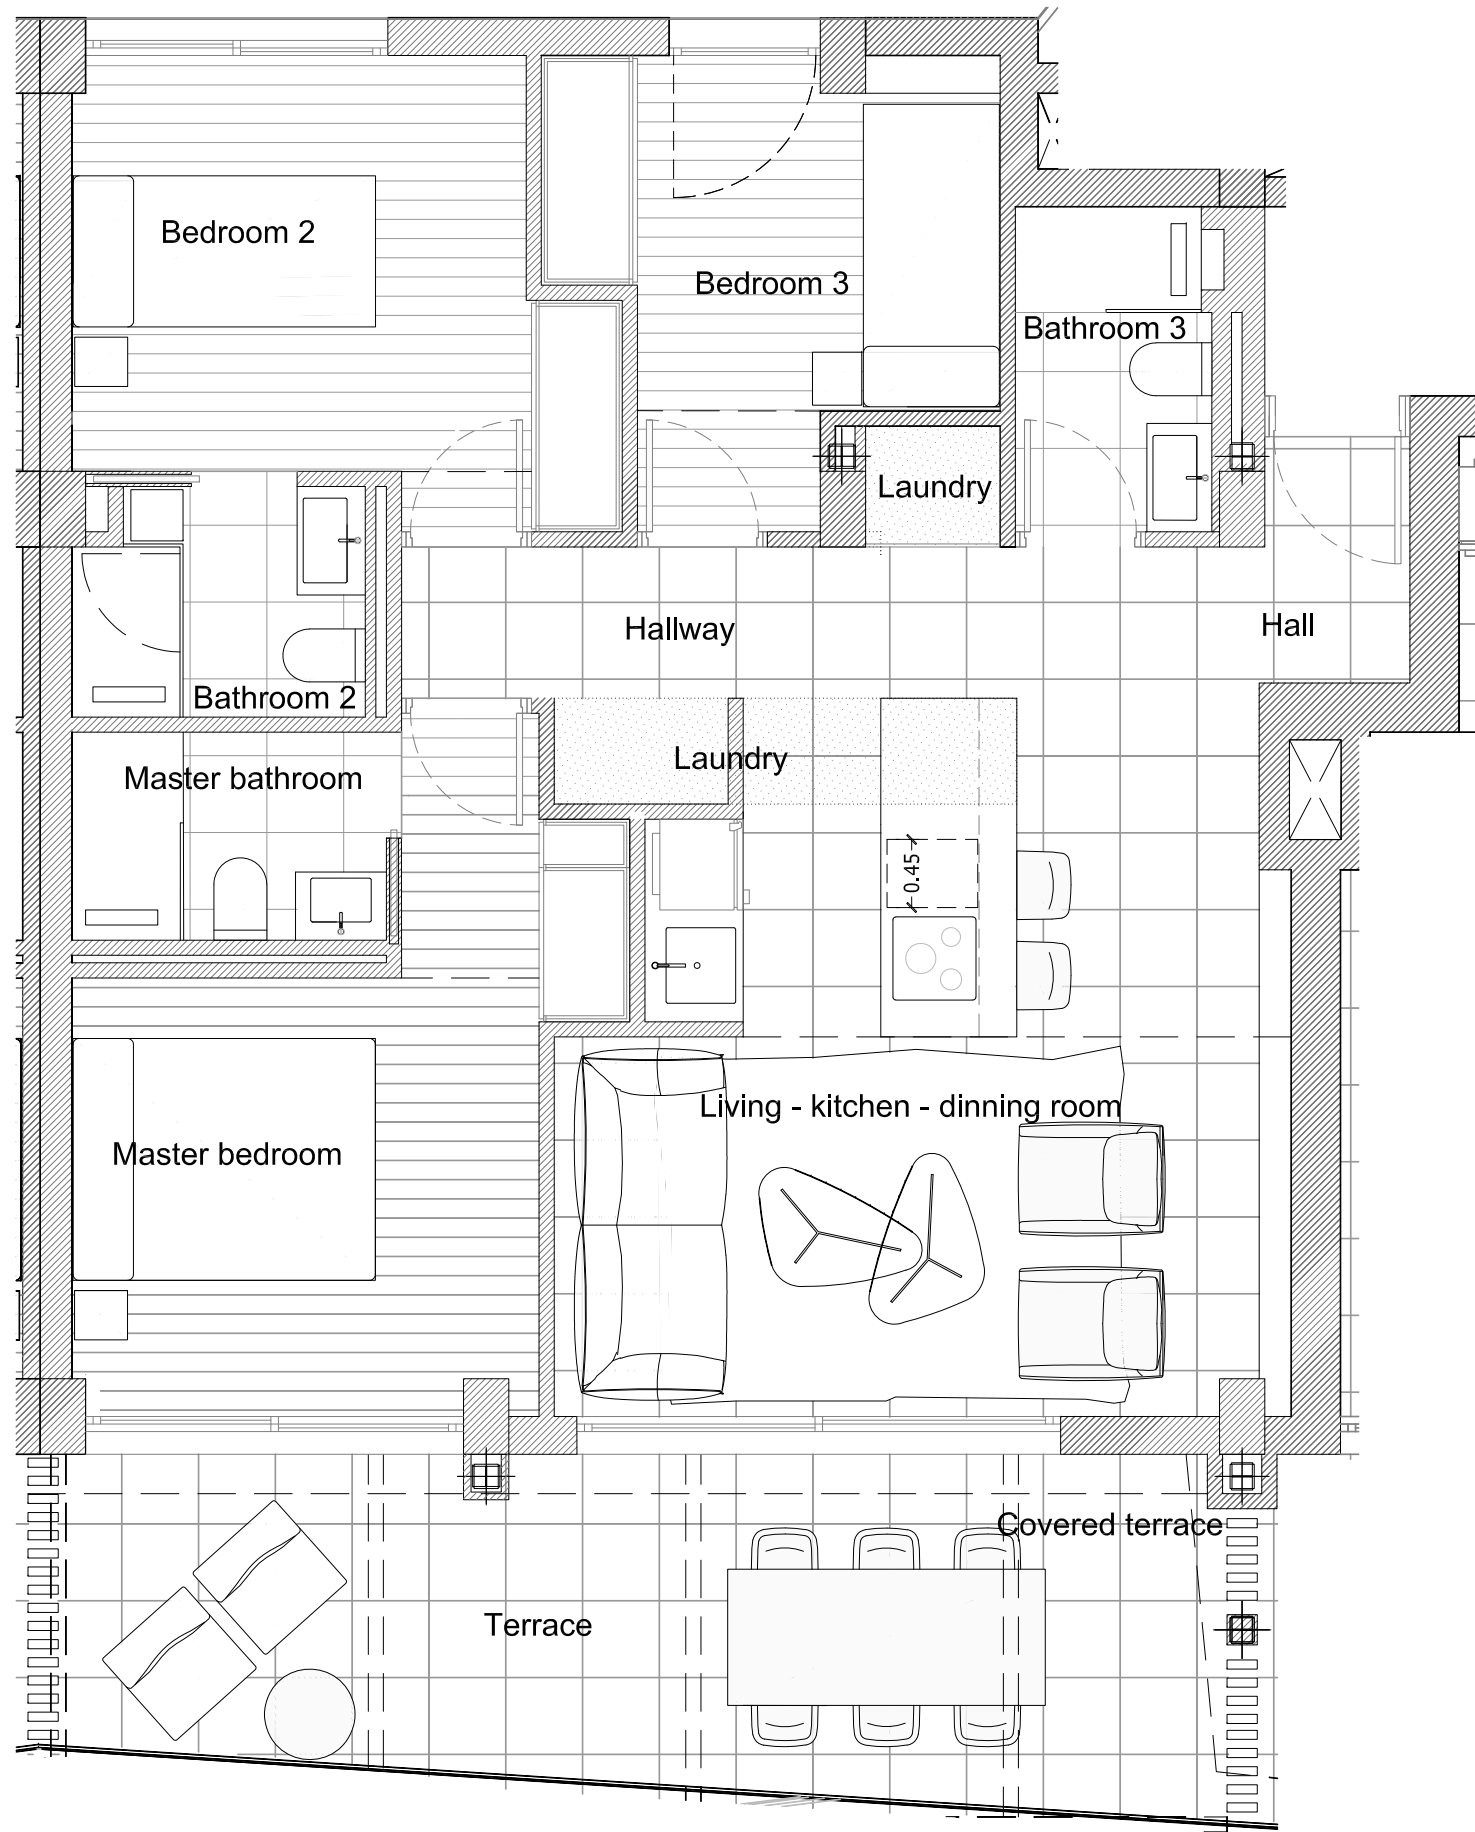 Bedroom 2
Bedroom 3
Bathroom 3
Laundry
Hallway
Hall
Bathroom 2
Laundry
Master bathroom
0.45
Living - kitchen - dinning room
Master bedroom
Covered terrace
Terrace